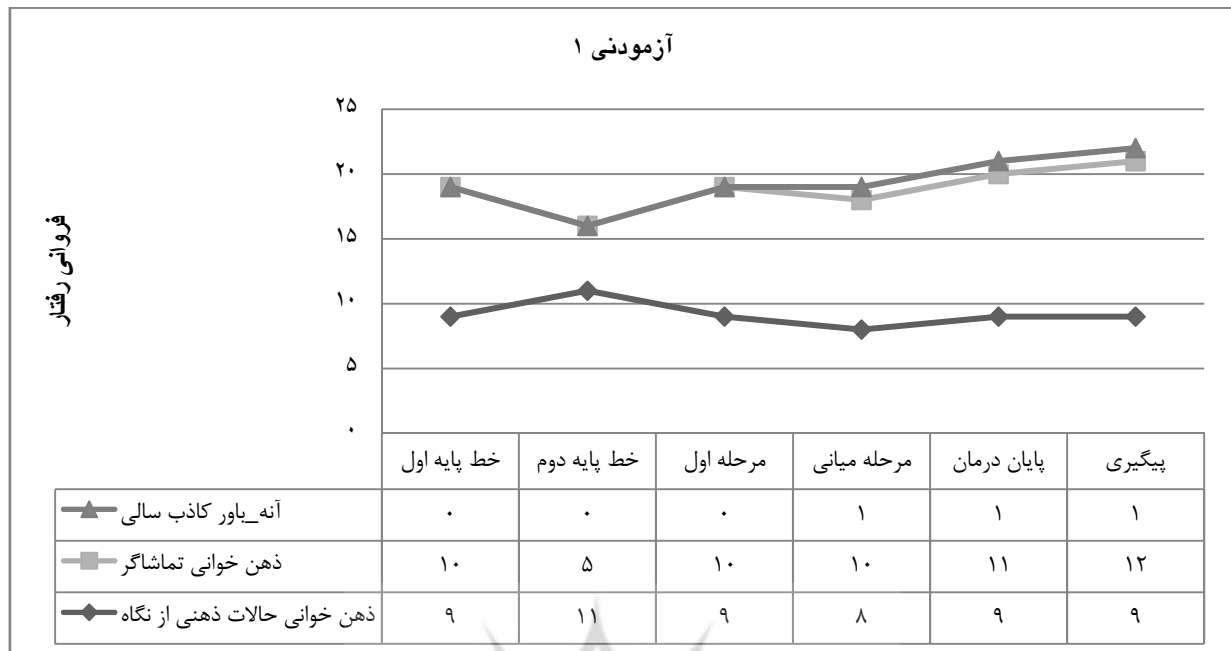 آزمودنی ۱
۲۵
۲۰
۱۵
۱۰
۵
۰
فروانی رفتار
خط پایه اول خط پایه دوم مرحله اول مرحله میانی پایان درمان پیگیری
آنه_باور کاذب سالی ۰ ۰ ۰ ۱ ۱ ۱
ذهن خوانی تماشاگر ۱۰ ۵ ۱۰ ۱۰ ۱۱ ۱۲
ذهن خوانی حالات ذهنی از نگاه ۹ ۱۱ ۹ ۸ ۹ ۹